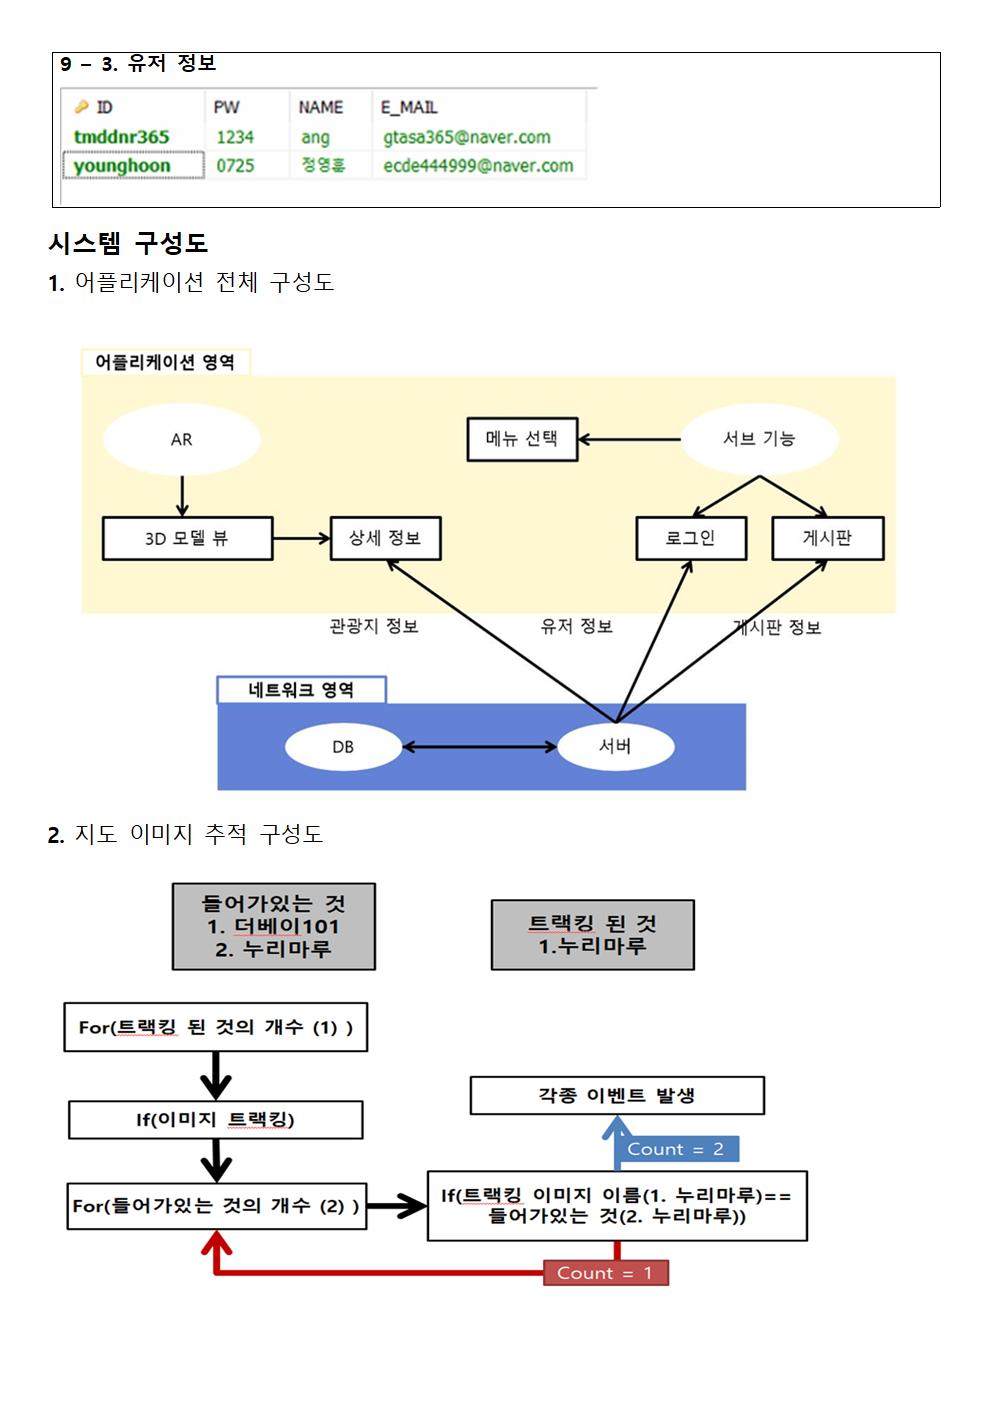 9 – 3. 유저 정보
ID PW NAME E_MAIL
tmddnr365 1234 ang gtasa365@naver.com
younghoon 0725 정영훈 ecde444999@naver.com
시스템 구성도
1. 어플리케이션 전체 구성도
어플리케이션 영역
AR
메뉴 선택
서브 기능
3D 모델 뷰
상세 정보
로그인
게시판
관광지 정보
유저 정보
게시판 정보
네트워크 영역
DB
서버
2. 지도 이미지 추적 구성도
들어가있는 것
1. 더베이101
2. 누리마루
트랙킹 된 것
1.누리마루
For(트랙킹 된 것의 개수 (1) )
If(이미지 트랙킹)
For(들어가있는 것의 개수 (2) )
각종 이벤트 발생
Count = 2
If(트랙킹 이미지 이름(1. 누리마루)==
들어가있는 것(2. 누리마루))
Count = 1